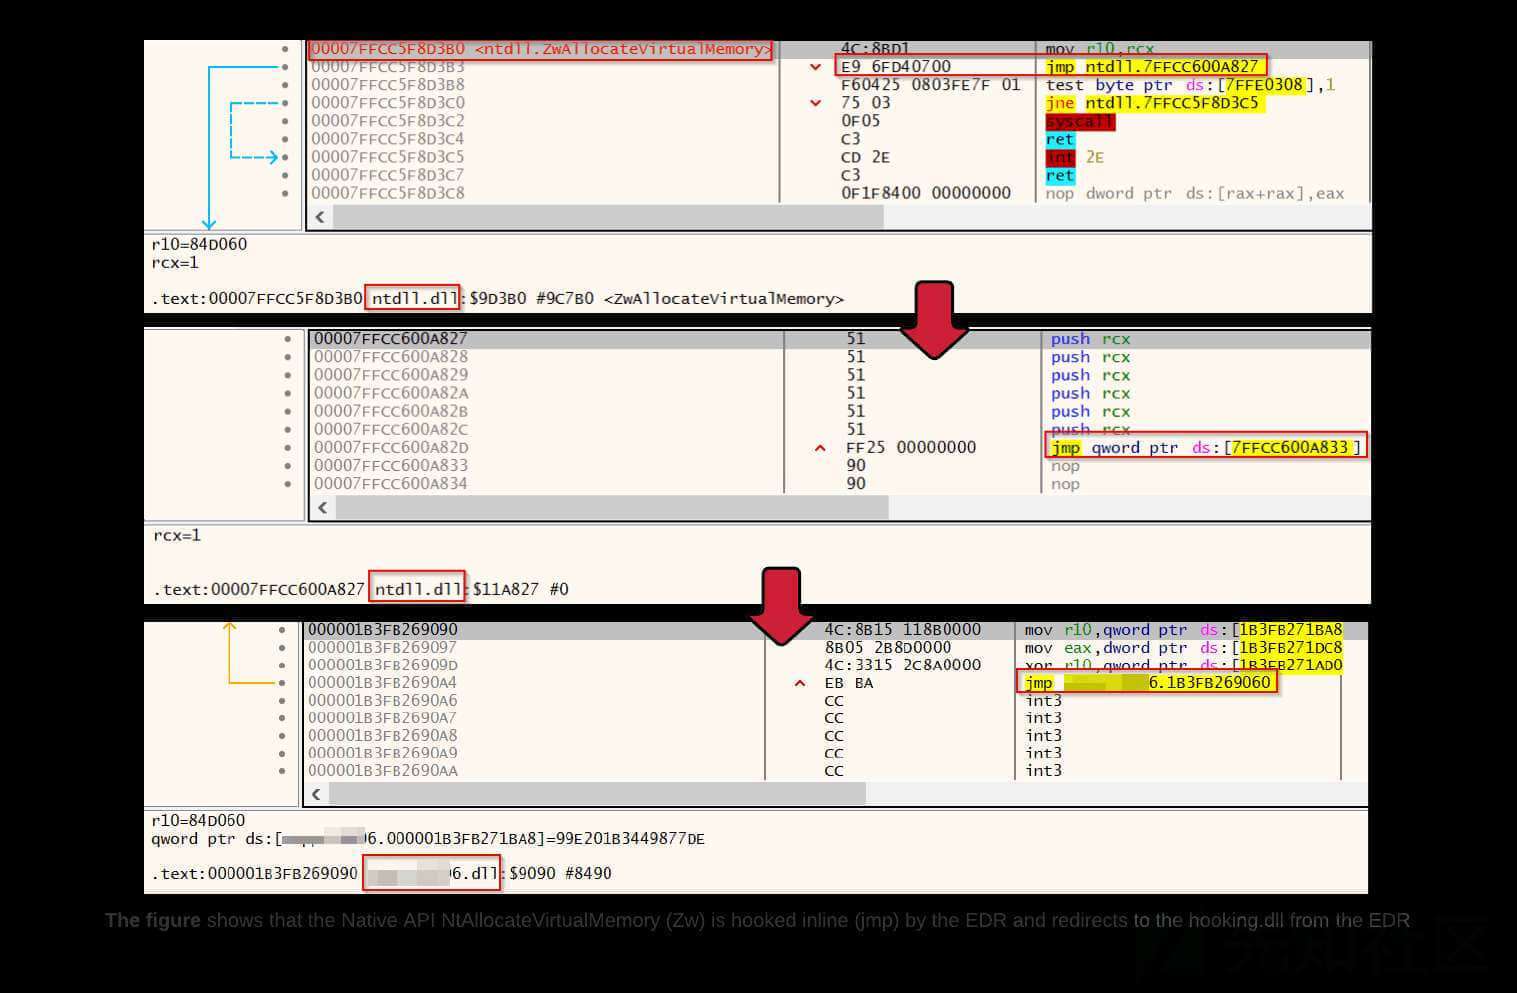 00007FFCC5F8D3B0 <ntdll.ZwAllocateVirtualMemory> 4C:8BD1 mov r10,rcx
00007FFCC5F8D3B3 E9 6FD40700 jmp ntdll.7FFCC600A827
00007FFCC5F8D3B8 F60425 0803FE7F 01 test byte ptr ds:[7FFE0308],1
00007FFCC5F8D3C0 75 03 jne ntdll.7FFCC5F8D3C5
00007FFCC5F8D3C2 0F05 syscall
00007FFCC5F8D3C4 C3 ret
00007FFCC5F8D3C5 CD 2E int 2E
00007FFCC5F8D3C7 C3 ret
00007FFCC5F8D3C8 0F1F8400 00000000 nop dword ptr ds:[rax+rax],eax
r10=84D060
rcx=1
.text:00007FFCC5F8D3B0 ntdll.dll:$9D3B0 #9C7B0 <ZwAllocateVirtualMemory>
00007FFCC600A827 51 push rcx
00007FFCC600A828 51 push rcx
00007FFCC600A829 51 push rcx
00007FFCC600A82A 51 push rcx
00007FFCC600A82B 51 push rcx
00007FFCC600A82C 51 push rcx
00007FFCC600A82D FF25 00000000 jmp qword ptr ds:[7FFCC600A833]
00007FFCC600A833 90 nop
00007FFCC600A834 90 nop
rcx=1
.text:00007FFCC600A827 ntdll.dll:$11A827 #0
000001B3FB269090 4C:8B15 118B0000 mov r10,qword ptr ds:[1B3FB271BA8
000001B3FB269097 8B05 2B8D0000 mov eax,dword ptr ds:[1B3FB271DC8
000001B3FB26909D 4C:3315 2C8A0000 xor r10,qword ptr ds:[1B3FB271AD0
000001B3FB2690A4 EB BA jmp 6.1B3FB269060
000001B3FB2690A6 CC int3
000001B3FB2690A7 CC int3
000001B3FB2690A8 CC int3
000001B3FB2690A9 CC int3
000001B3FB2690AA CC int3
r10=84D060
qword ptr ds:[ 06.000001B3FB271BA8]=99E201B3449877DE
.text:000001B3FB269090 06.dll:$9090 #8490
The figure shows that the Native API NtAllocateVirtualMemory (Zw) is hooked inline (jmp) by the EDR and redirects to the hooking.dll from the EDR
先知社区